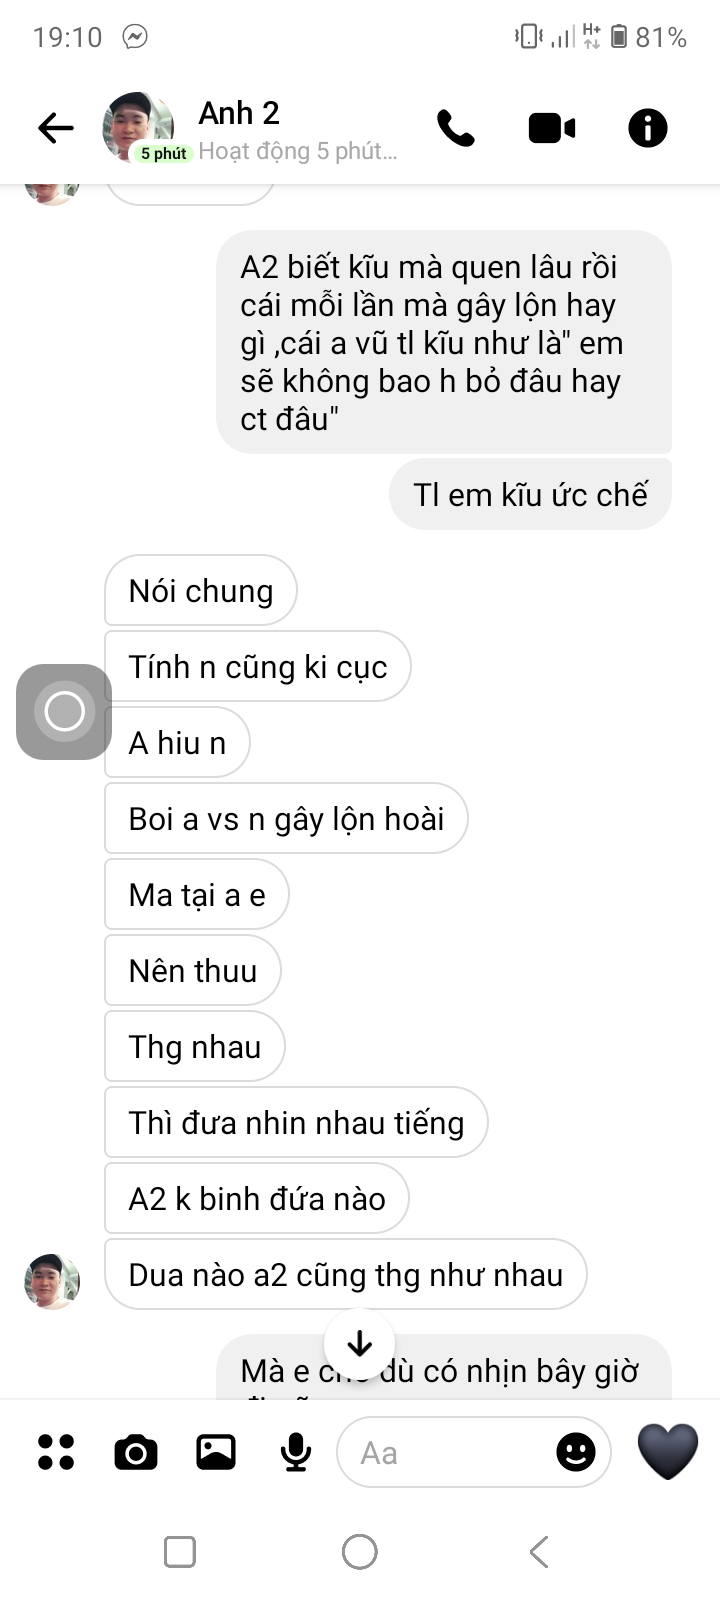 19:10
H+
81%
Anh 2
5 phút
Hoạt động 5 phút...
A2 biết kĩu mà quen lâu rồi
cái mỗi lần mà gây lộn hay
gì ,cái a vũ tl kĩu như là" em
sẽ không bao h bỏ đâu hay
ct đâu"
Tl em kĩu ức chế
Nói chung
Tính n cũng ki cục
A hiu n
Boi a vs n gây lộn hoài
Ma tại a e
Nên thuu
Thg nhau
Thì đưa nhin nhau tiếng
A2 k binh đứa nào
Dua nào a2 cũng thg như nhau
Mà e dù có nhịn bây giờ
Aa